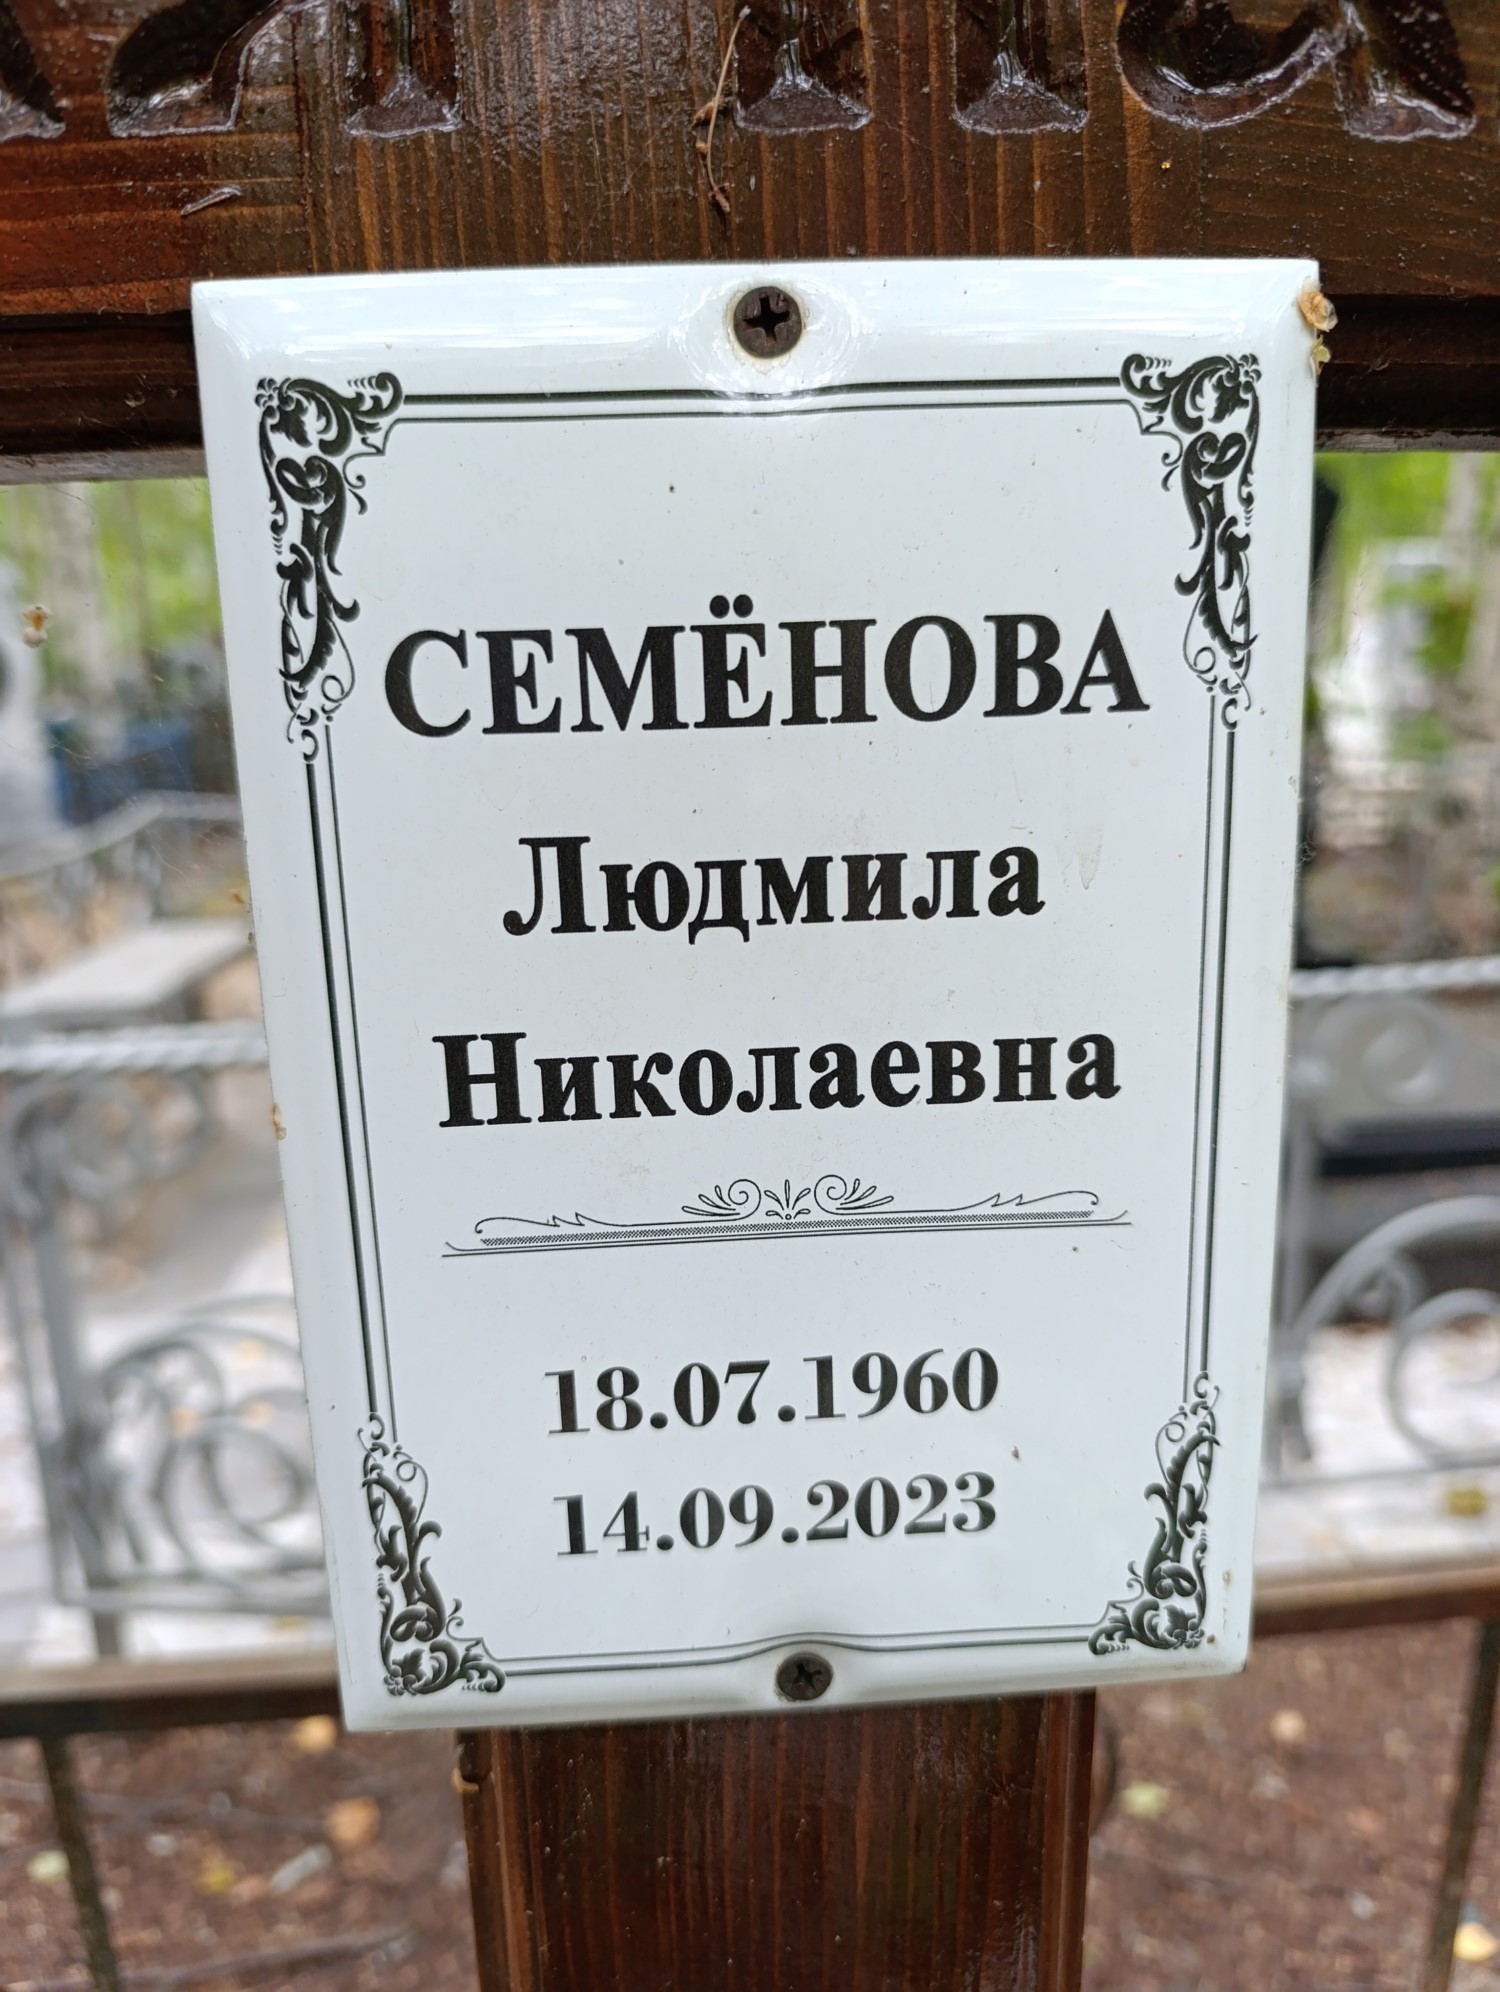 СЕМЁНОВА
Людмила
Николаевна
18.07.1960
14.09.2023